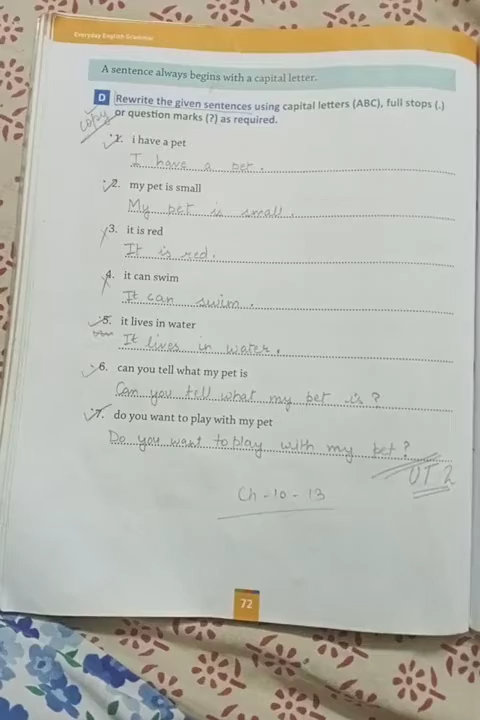 Everyday English Grammar
A sentence always begins with a capital letter.
D Rewrite the given sentences using capital letters (ABC), full stops (.)
or question marks (?) as required.
copy
1. i have a pet
I have a pet.
2. my pet is small
My pet is small.
3. it is red
It is red.
4. it can swim
It can swim.
5. it lives in water
It lives in water.
6. can you tell what my pet is
Can you tell what my pet is?
7. do you want to play with my pet
Do you want to play with my pet?
UT 2
Ch-10-13
72